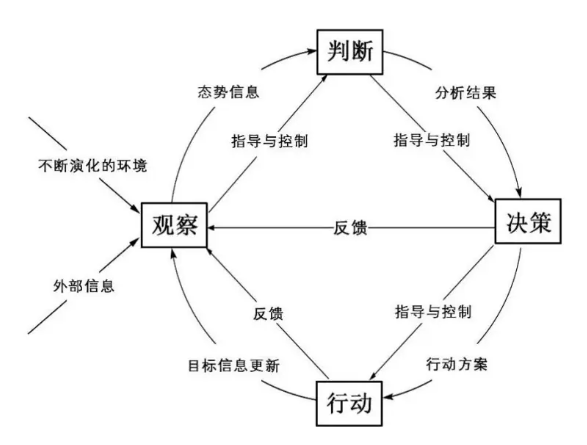 判断
态势信息
分析结果
指导与控制
指导与控制
不断演化的环境
观察
反馈
决策
外部信息
反馈
指导与控制
目标信息更新
行动方案
行动